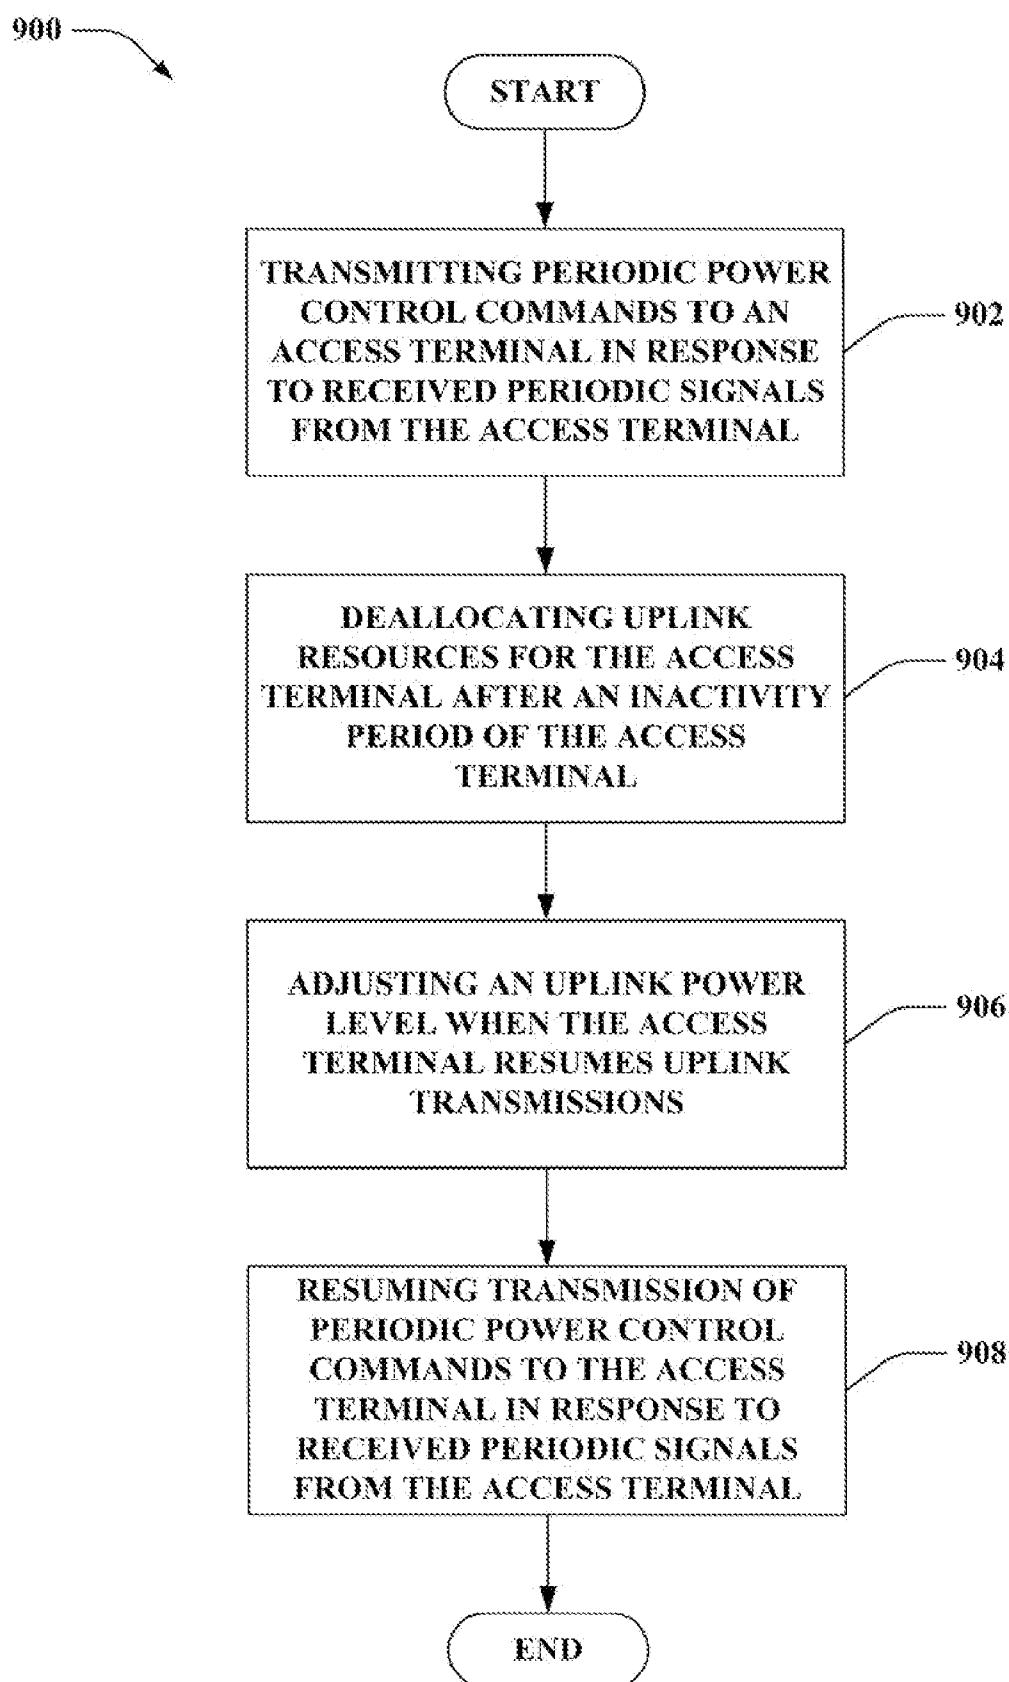 900
START
TRANSMITTING PERIODIC POWER
CONTROL COMMANDS TO AN
ACCESS TERMINAL IN RESPONSE
TO RECEIVED PERIODIC SIGNALS
FROM THE ACCESS TERMINAL
902
DEALLOCATING UPLINK
RESOURCES FOR THE ACCESS
TERMINAL AFTER AN INACTIVITY
PERIOD OF THE ACCESS
TERMINAL
904
ADJUSTING AN UPLINK POWER
LEVEL WHEN THE ACCESS
TERMINAL RESUMES UPLINK
TRANSMISSIONS
906
RESUMING TRANSMISSION OF
PERIODIC POWER CONTROL
COMMANDS TO THE ACCESS
TERMINAL IN RESPONSE TO
RECEIVED PERIODIC SIGNALS
FROM THE ACCESS TERMINAL
908
END